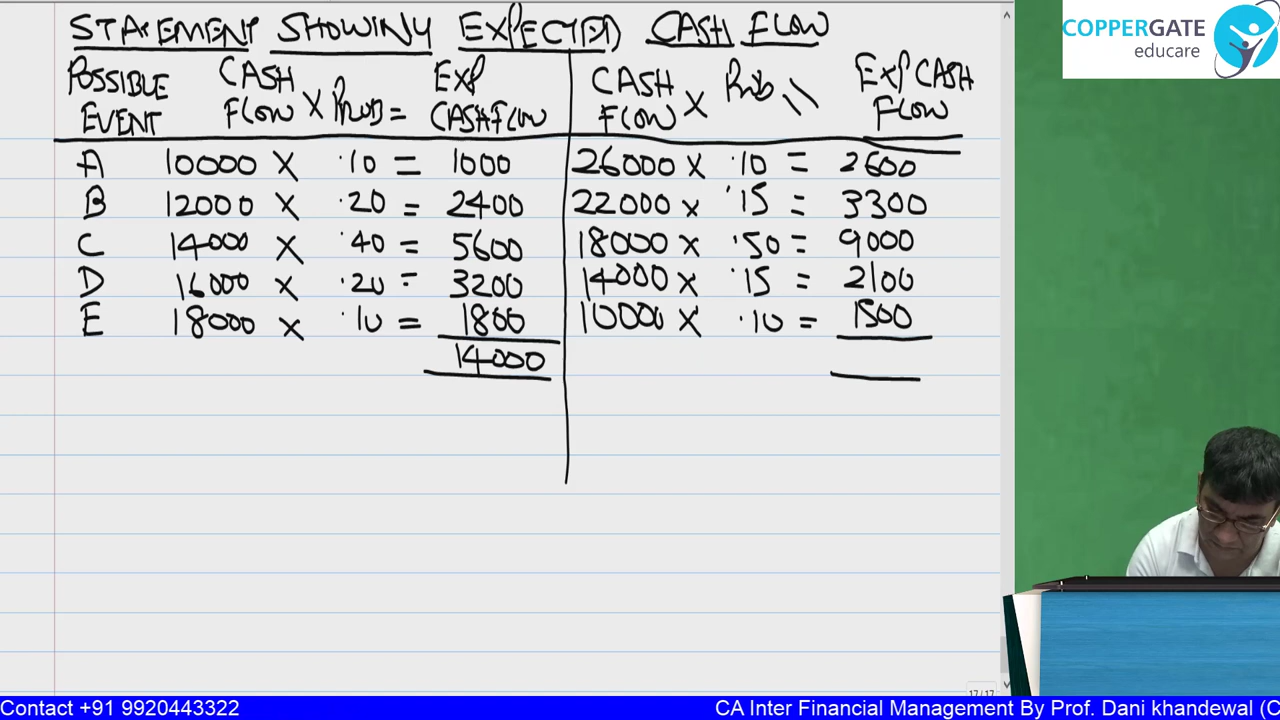 STATEMENT SHOWING EXPECTED CASH FLOW
POSSIBLE EVENT CASH FLOW X PROB = EXP CASHFLOW CASH FLOW X Prob \\ EXP CASH FLOW
A 10000 X .10 = 1000 26000 X .10 = 2600
B 12000 X .20 = 2400 22000 X .15 = 3300
C 14000 X .40 = 5600 18000 X .50 = 9000
D 16000 X .20 = 3200 14000 X .15 = 2100
E 18000 X .10 = 1800 10000 X .10 = 1500
14000
COPPERGATE
educare
17/17
Contact +91 9920443322 CA Inter Financial Management By Prof. Dani khandewal (C